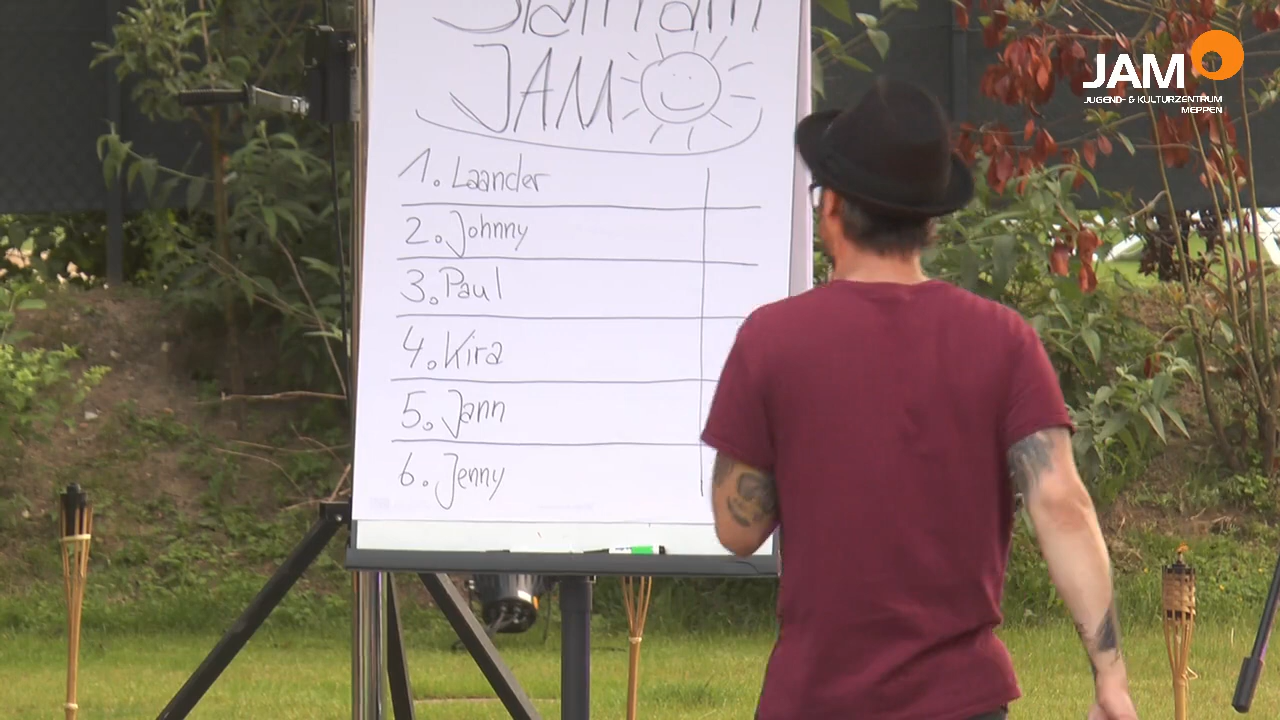 JAM
JAM
JUGEND- & KULTURZENTRUM
MEPPEN
1. Laander
2. Johnny
3. Paul
4. Kira
5. Jann
6. Jenny